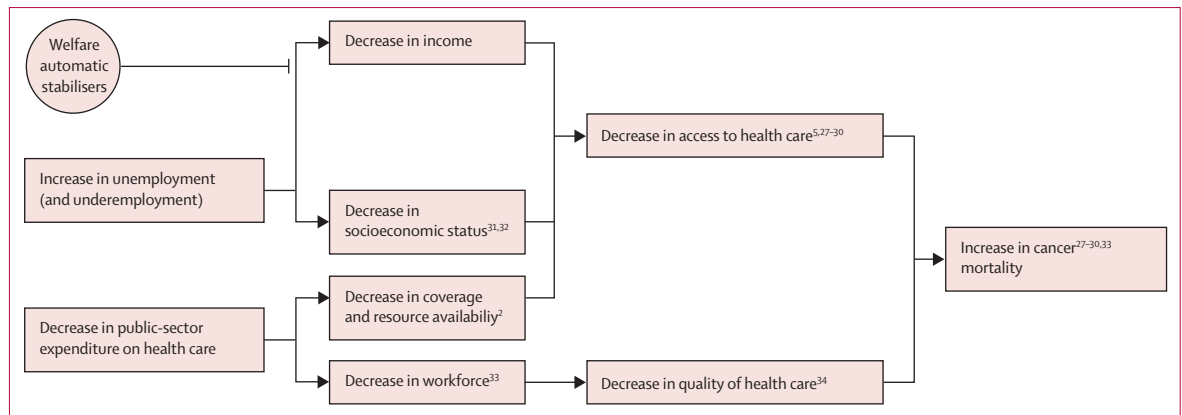 Welfare
automatic
stabilisers
Decrease in income
Increase in unemployment
(and underemployment)
Decrease in
socioeconomic status³¹,³²
Decrease in access to health care⁵,²⁷⁻³⁰
Decrease in public-sector
expenditure on health care
Decrease in coverage
and resource availabiliy²
Decrease in workforce³³
Decrease in quality of health care³⁴
Increase in cancer²⁷⁻³⁰,³³
mortality